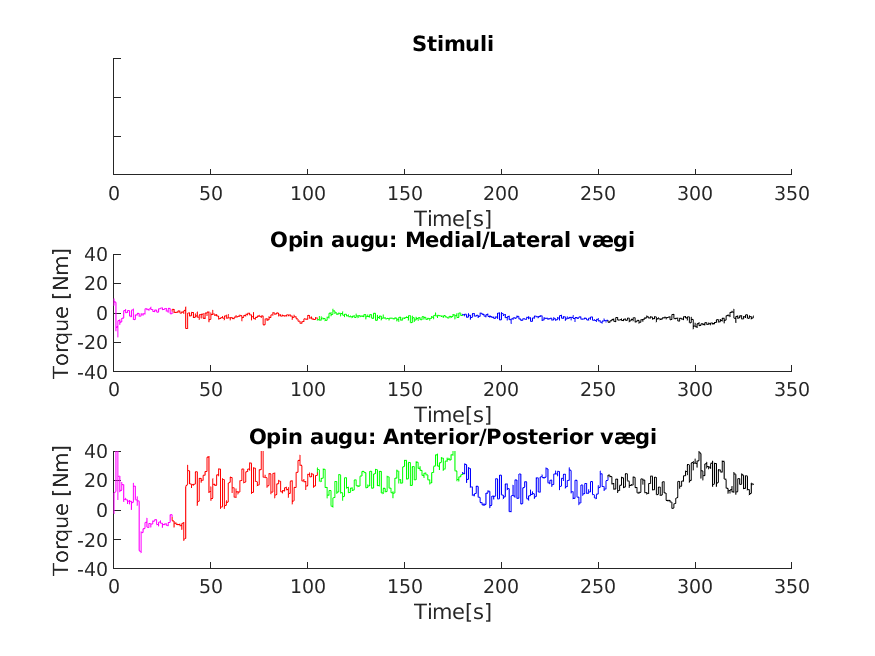 Stimuli
0 50 100 150 200 250 300 350
Time[s]
Opin augu: Medial/Lateral vægi
Torque [Nm]
40
20
0
-20
-40
0 50 100 150 200 250 300 350
Time[s]
Opin augu: Anterior/Posterior vægi
Torque [Nm]
40
20
0
-20
-40
0 50 100 150 200 250 300 350
Time[s]